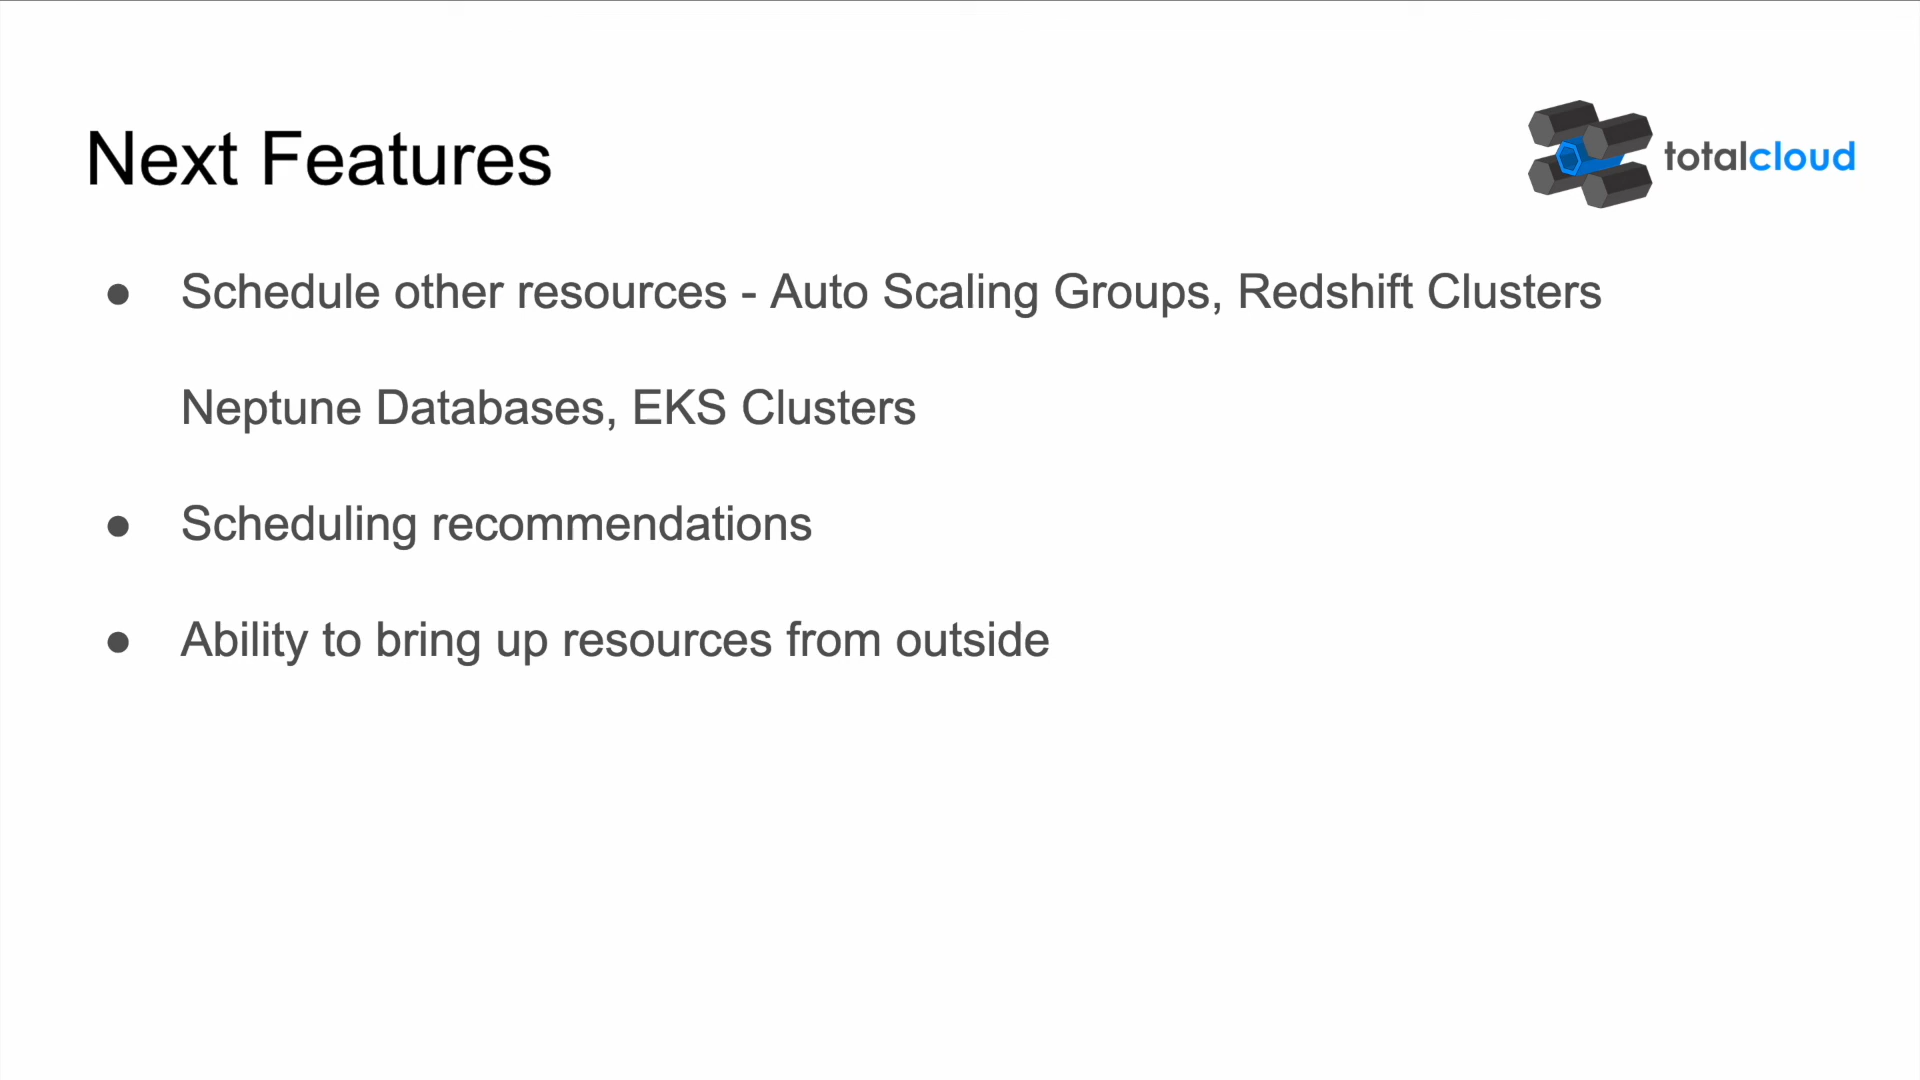 Next Features
totalcloud
● Schedule other resources - Auto Scaling Groups, Redshift Clusters
Neptune Databases, EKS Clusters
● Scheduling recommendations
● Ability to bring up resources from outside